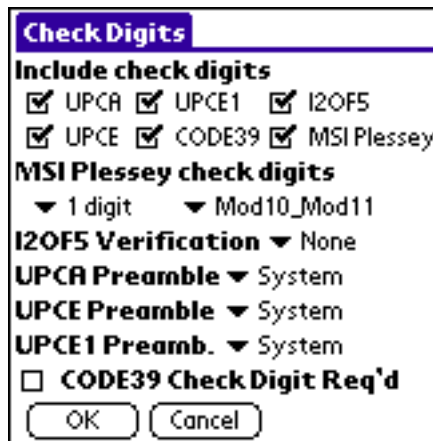 Check Digits
Include check digits
UPCA UPCE1 I2OF5
UPCE CODE39 MSI Plessey
MSI Plessey check digits
1 digit Mod10_Mod11
I2OF5 Verification None
UPCA Preamble System
UPCE Preamble System
UPCE1 Preamb. System
CODE39 Check Digit Req'd
OK Cancel